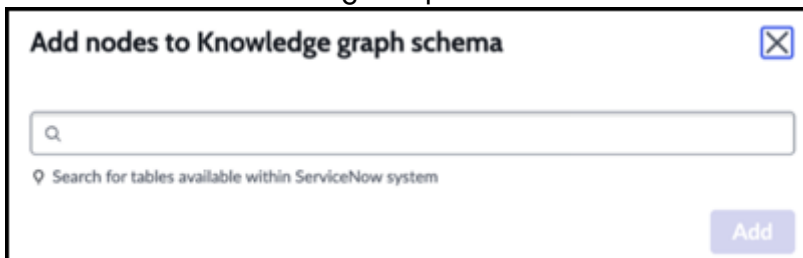 Add nodes to Knowledge graph schema
Search for tables available within ServiceNow system
Add